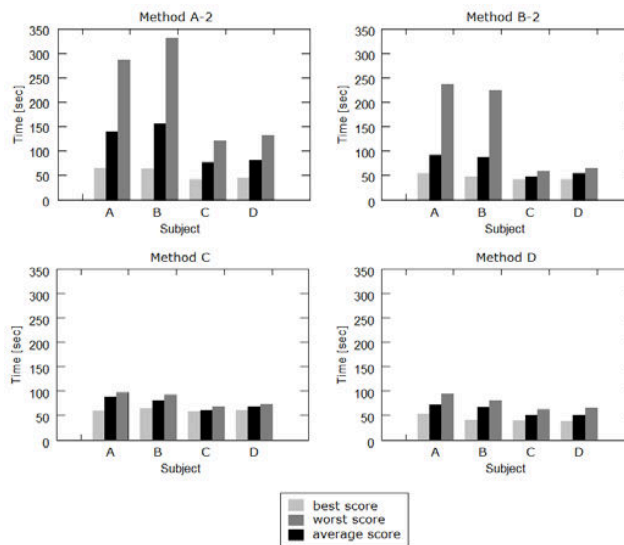 Method A-2
350
300
250
200
150
100
50
0
Time [sec]
A B C D
Subject
Method B-2
350
300
250
200
150
100
50
0
Time [sec]
A B C D
Subject
Method C
350
300
250
200
150
100
50
0
Time [sec]
A B C D
Subject
Method D
350
300
250
200
150
100
50
0
Time [sec]
A B C D
Subject
best score
worst score
average score